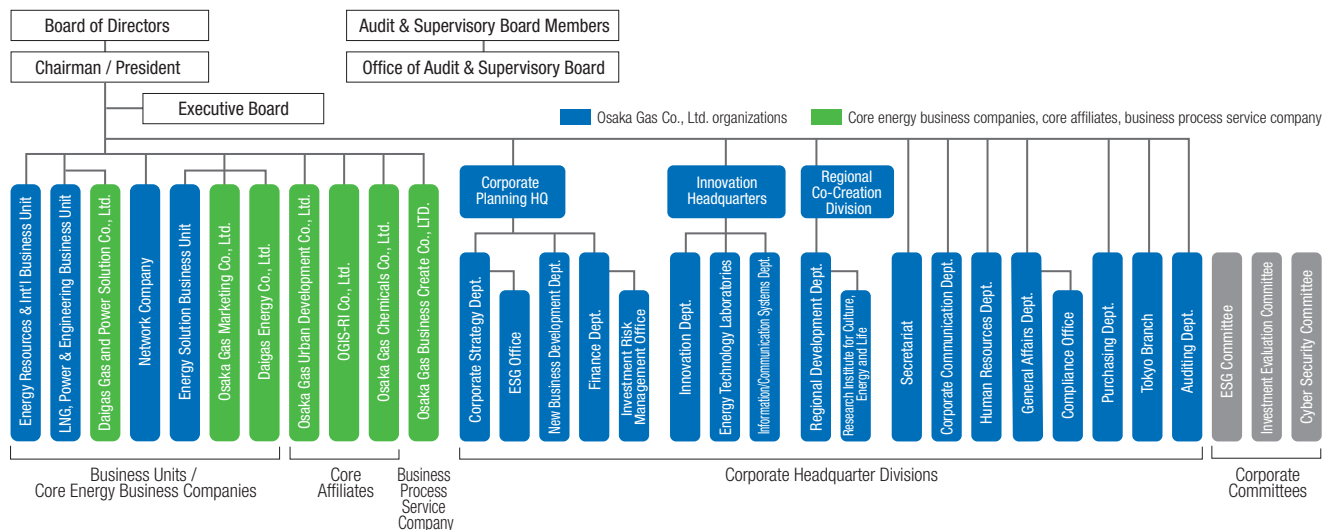 Board of Directors
Audit & Supervisory Board Members
Chairman / President
Office of Audit & Supervisory Board
Executive Board
Osaka Gas Co., Ltd. organizations
Core energy business companies, core affiliates, business process service company
Corporate
Planning HQ
Innovation
Headquarters
Regional
Co-Creation
Division
Energy Resources & Int'l Business Unit
LNG, Power & Engineering Business Unit
Daigas Gas and Power Solution Co., Ltd.
Network Company
Energy Solution Business Unit
Osaka Gas Marketing Co., Ltd.
Daigas Energy Co., Ltd.
Osaka Gas Urban Development Co., Ltd.
OGIS-RI Co., Ltd.
Osaka Gas Chemicals Co., Ltd.
Osaka Gas Business Create Co., LTD.
Corporate Strategy Dept.
ESG Office
New Business Development Dept.
Finance Dept.
Investment Risk
Management Office
Innovation Dept.
Energy Technology Laboratories
Information/Communication Systems Dept.
Regional Development Dept.
Research Institute for Culture,
Energy and Life
Secretariat
Corporate Communication Dept.
Human Resources Dept.
General Affairs Dept.
Compliance Office
Purchasing Dept.
Tokyo Branch
Auditing Dept.
ESG Committee
Investment Evaluation Committee
Cyber Security Committee
Business Units /
Core Energy Business Companies
Core
Affiliates
Business
Process
Service
Company
Corporate Headquarter Divisions
Corporate
Committees